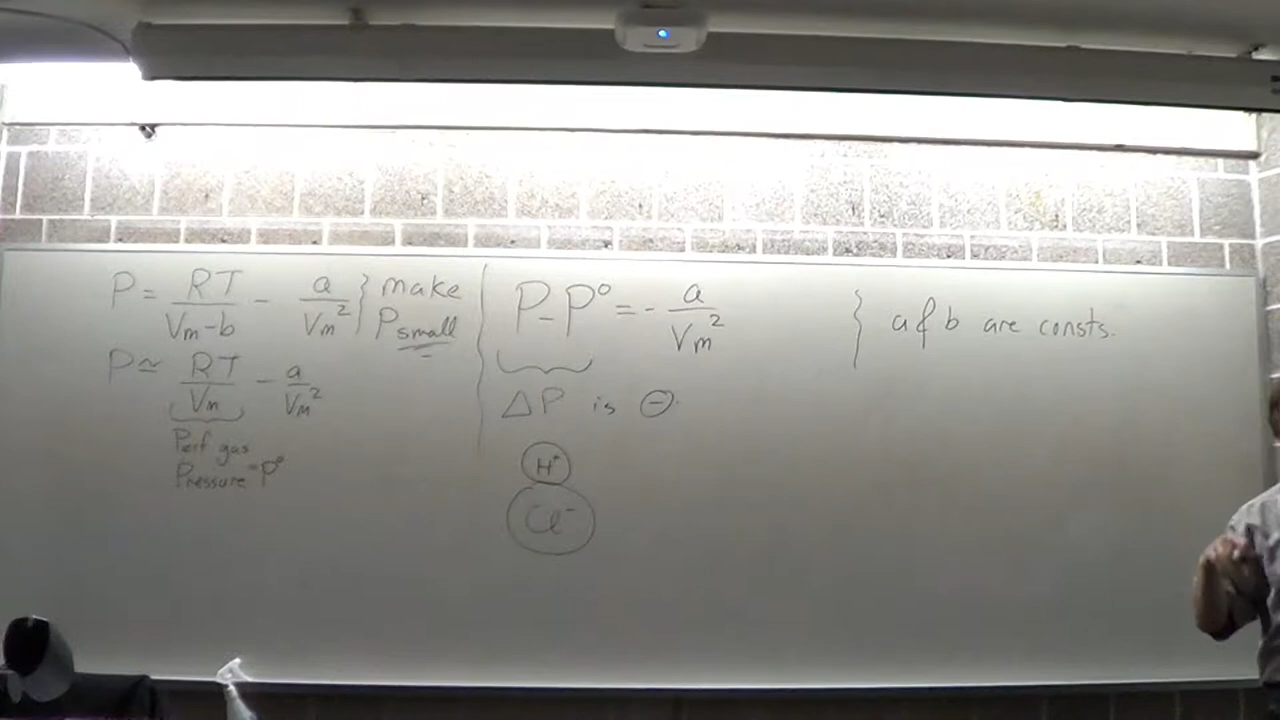 P = RT/(Vm-b) - a/Vm² } make P small
P ≃ RT/Vm - a/Vm²
Perf gas
Pressure = P°
P - P° = - a/Vm²
ΔP is ⊖
H⁺
Cl⁻
} a & b are consts.